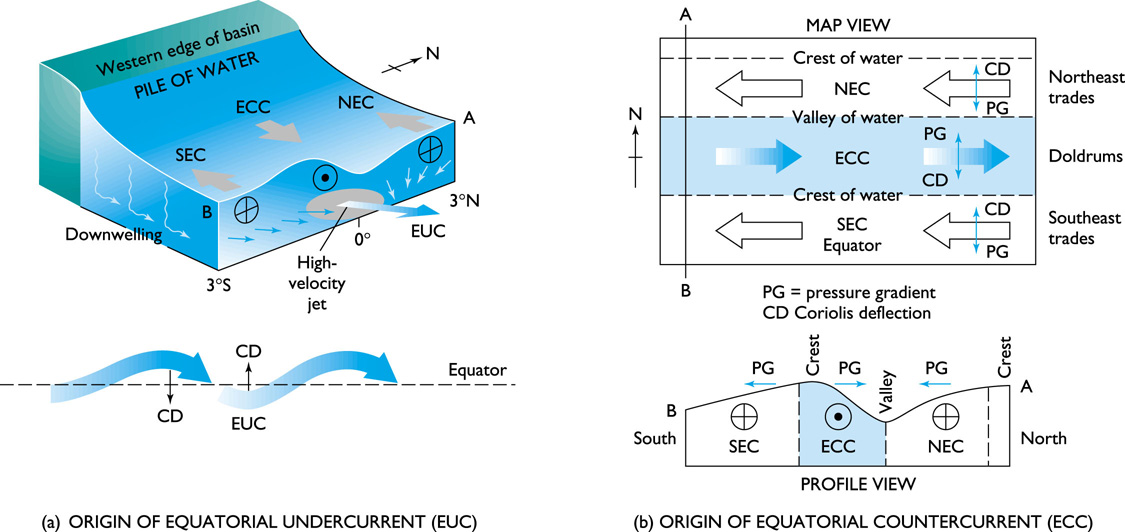 Western edge of basin
PILE OF WATER
N
ECC
NEC
SEC
A
B
Downwelling
3°N
EUC
0°
3°S
High-
velocity
jet
CD
Equator
CD
EUC
(a) ORIGIN OF EQUATORIAL UNDERCURRENT (EUC)
A
MAP VIEW
Crest of water
CD
NEC
PG
Northeast
trades
Valley of water
N
PG
ECC
CD
Doldrums
Crest of water
CD
SEC
Equator
PG
Southeast
trades
B
PG = pressure gradient
CD Coriolis deflection
PG
Crest
PG
Valley
PG
Crest
A
B
South
SEC
ECC
NEC
North
PROFILE VIEW
(b) ORIGIN OF EQUATORIAL COUNTERCURRENT (ECC)